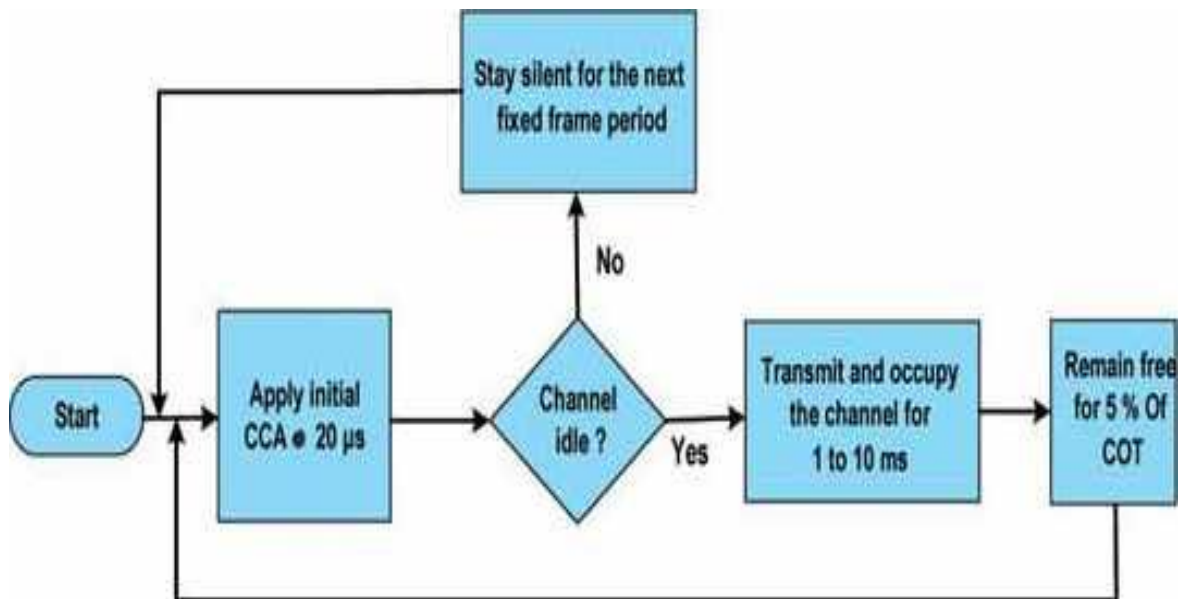 Stay silent for the next
fixed frame period
No
Start
Apply initial
CCA @ 20 µs
Channel
idle ?
Yes
Transmit and occupy
the channel for
1 to 10 ms
Remain free
for 5 % Of
COT